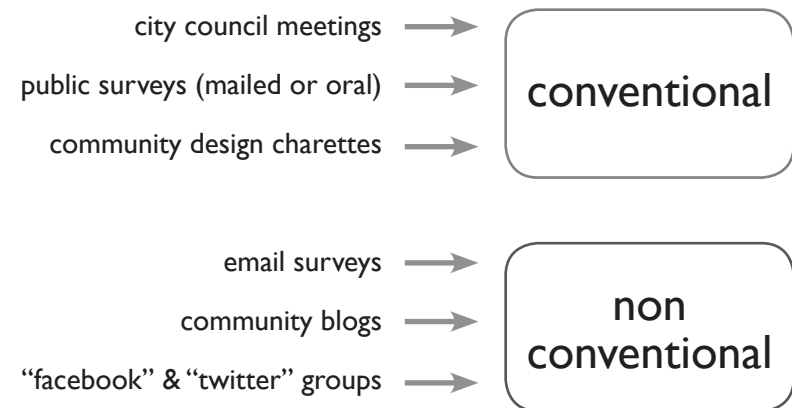 city council meetings
public surveys (mailed or oral)
community design charettes
conventional
email surveys
community blogs
“facebook” & “twitter” groups
non
conventional